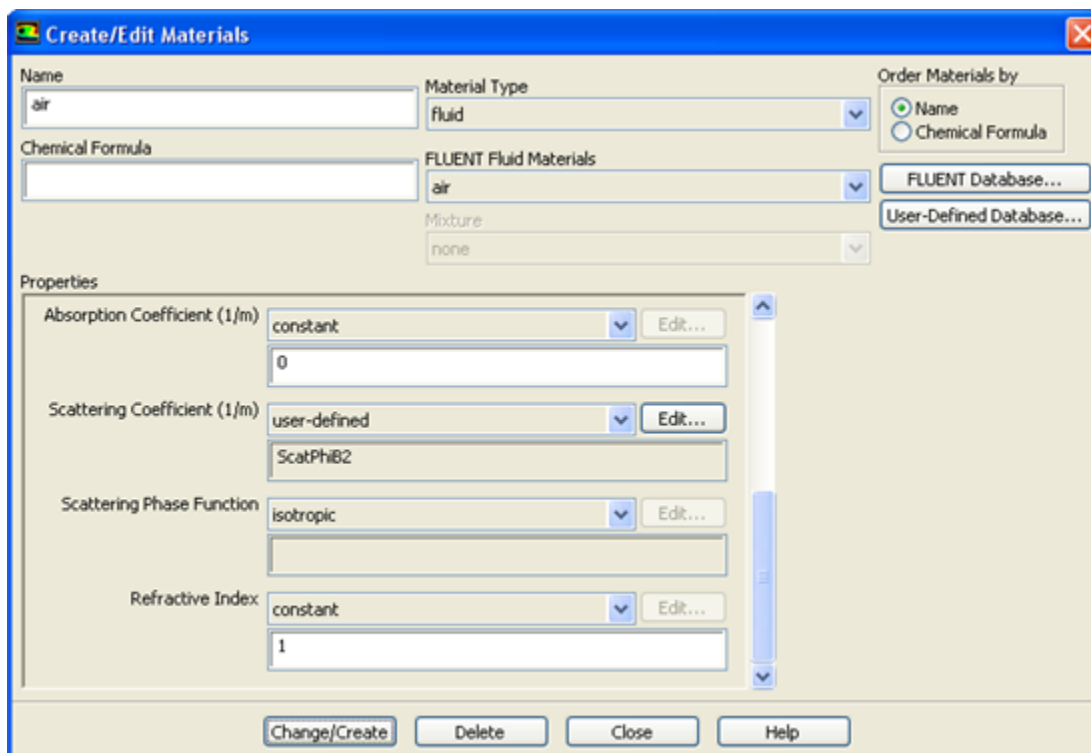 Create/Edit Materials
Name
air
Chemical Formula
Material Type
fluid
FLUENT Fluid Materials
air
Mixture
none
Order Materials by
Name
Chemical Formula
FLUENT Database...
User-Defined Database...
Properties
Absorption Coefficient (1/m)
constant
Edit...
0
Scattering Coefficient (1/m)
user-defined
Edit...
ScatPhiB2
Scattering Phase Function
isotropic
Edit...
Refractive Index
constant
Edit...
1
Change/Create
Delete
Close
Help